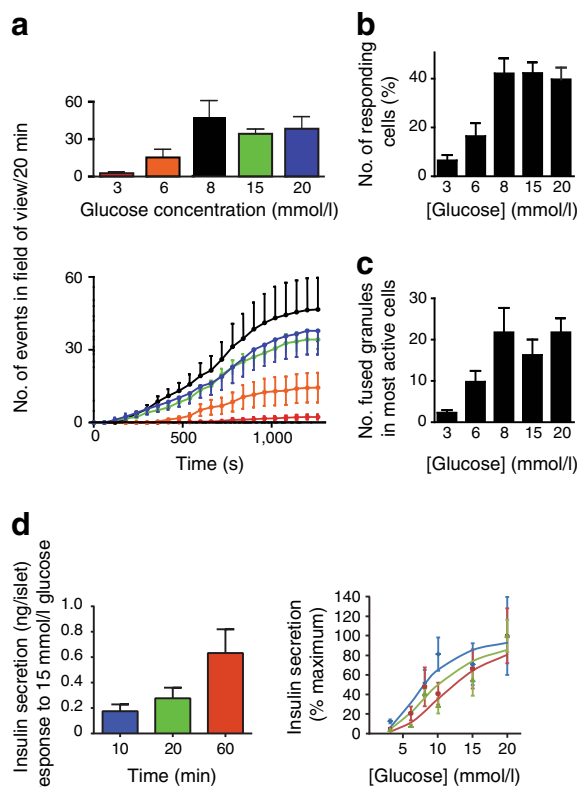 a
No. of events in field of view/20 min
60
30
0
3 6 8 15 20
Glucose concentration (mmol/l)
60
30
0
0 500 1,000
Time (s)
b
No. of responding
cells (%)
40
20
0
3 6 8 15 20
[Glucose] (mmol/l)
c
No. fused granules
in most active cells
30
20
10
0
3 6 8 15 20
[Glucose] (mmol/l)
d
Insulin secretion (ng/islet)
esponse to 15 mmol/l glucose
1.0
0.8
0.6
0.4
0.2
0
10 20 60
Time (min)
Insulin secretion
(% maximum)
140
120
100
80
60
40
20
0
5 10 15 20
[Glucose] (mmol/l)